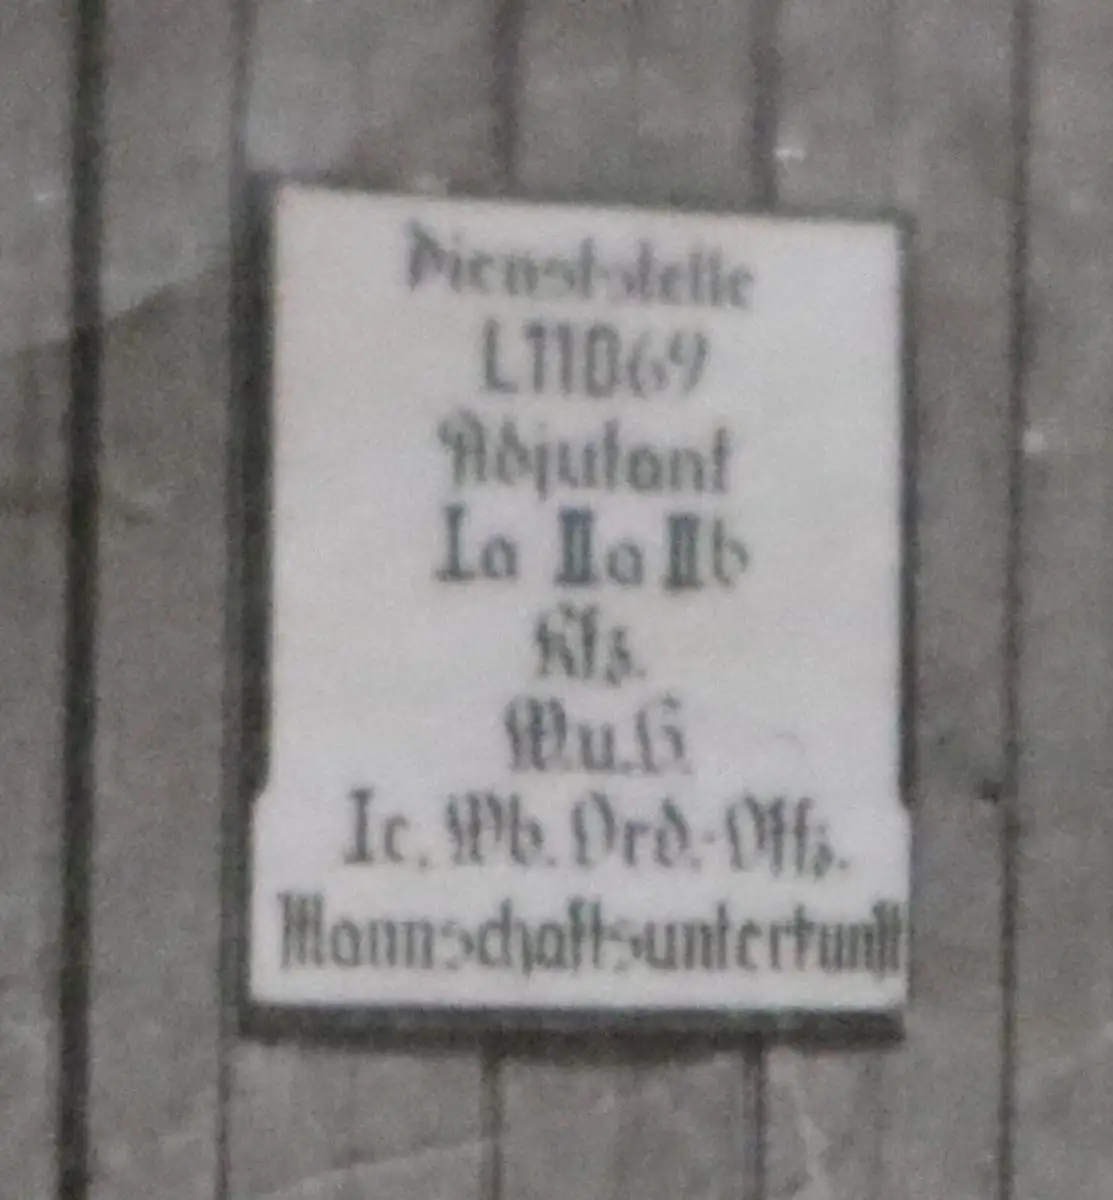 Dienststelle
L11069
Adjutant
Ia IIa IIb
Kfz.
W.u.G.
Ic. Wb. Ord.-Offz.
Mannschaftsunterkunft